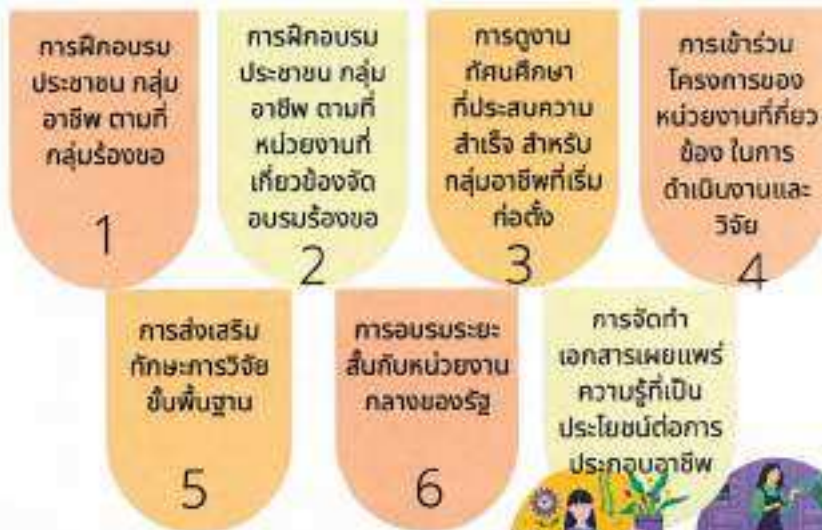 การฝึกอบรม
ประชาชน กลุ่ม
อาชีพ ตามที่
กลุ่มร้องขอ
1
การฝึกอบรม
ประชาชน กลุ่ม
อาชีพ ตามที่
หน่วยงานที่
เกี่ยวข้องจัด
อบรมร้องขอ
2
การดูงาน
ทัศนศึกษา
ที่ประสบความ
สำเร็จ สำหรับ
กลุ่มอาชีพที่เริ่ม
ก่อตั้ง
3
การเข้าร่วม
โครงการของ
หน่วยงานที่กี่ยว
ข้อง ในการ
ดำเนินงานและ
วิจัย
4
การส่งเสริม
ทักษะการวิจัย
ขั้นพื้นฐาน
5
การอบรมระยะ
สั้นกับหน่วยงาน
กลางของรัฐ
6
การจัดทำ
เอกสารเผยแพร่
ความรู้ที่เป็น
ประโยชน์ต่อการ
ประกอบอาชีพ